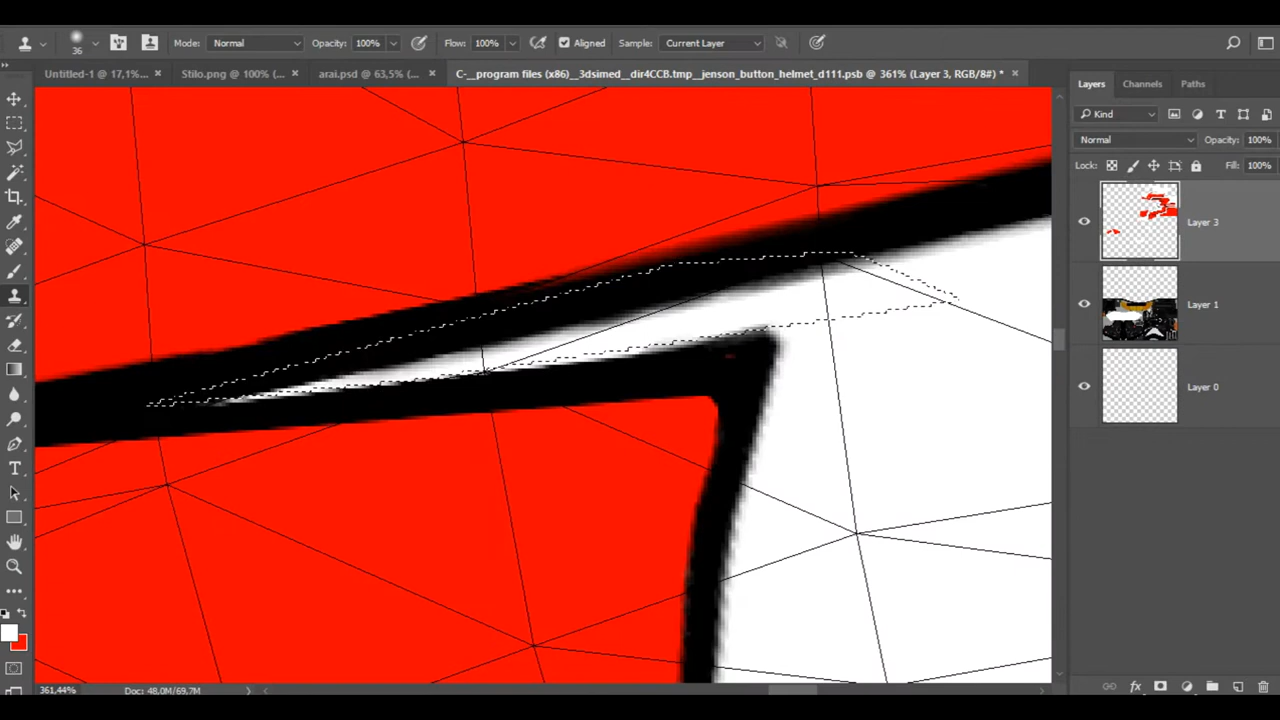 36 Mode: Normal Opacity: 100% Flow: 100% Aligned Sample: Current Layer
Untitled-1 @ 17,1%... × Stilo.png @ 100% (... × arai.psd @ 63,5% (... × C-__program files (x86)__3dsimed__dir4CCB.tmp__jenson_button_helmet_d111.psb @ 361% (Layer 3, RGB/8#) * ×
Layers Channels Paths
Kind
Normal Opacity: 100%
Lock: Fill: 100%
Layer 3
Layer 1
Layer 0
361,44% Doc: 48,0M/69,7M